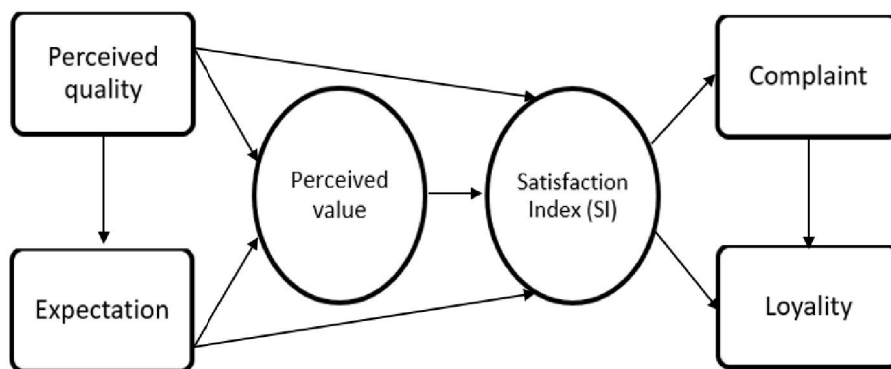 Perceived
quality
Expectation
Perceived
value
Satisfaction
Index (SI)
Complaint
Loyality